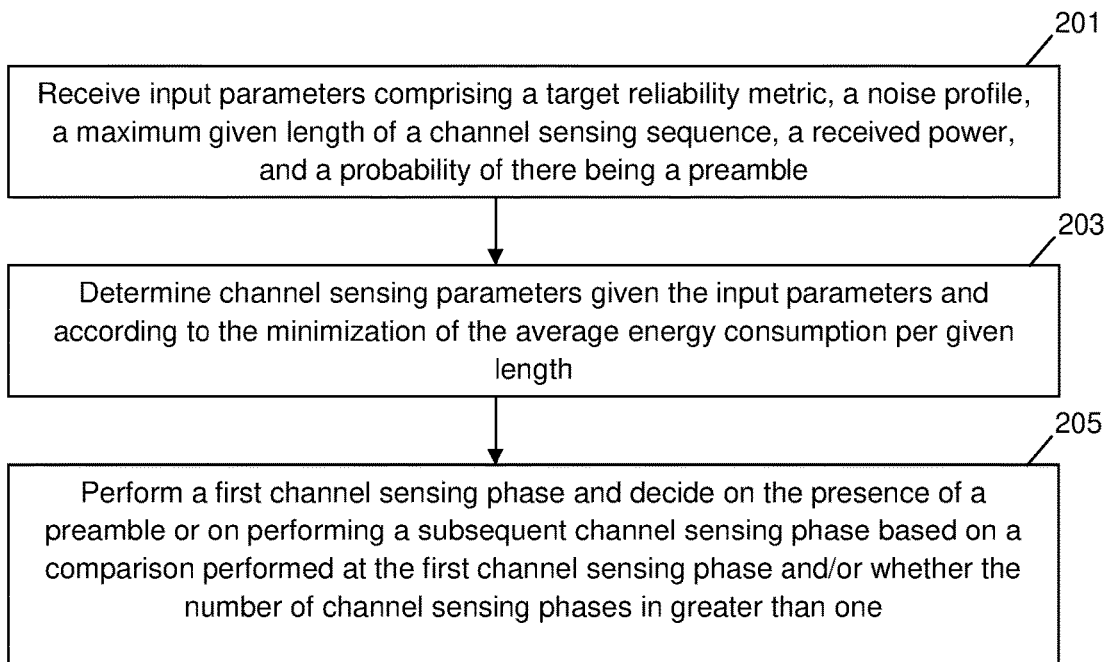 201
Receive input parameters comprising a target reliability metric, a noise profile,
a maximum given length of a channel sensing sequence, a received power,
and a probability of there being a preamble
203
Determine channel sensing parameters given the input parameters and
according to the minimization of the average energy consumption per given
length
205
Perform a first channel sensing phase and decide on the presence of a
preamble or on performing a subsequent channel sensing phase based on a
comparison performed at the first channel sensing phase and/or whether the
number of channel sensing phases in greater than one